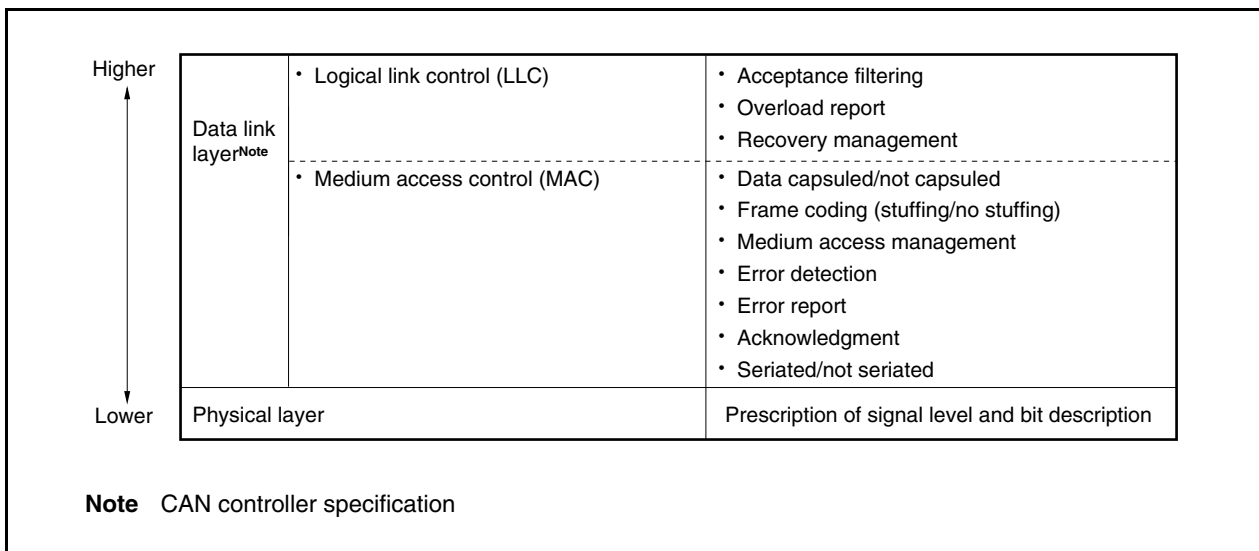 Higher
Data link
layerNote
• Logical link control (LLC)
• Acceptance filtering
• Overload report
• Recovery management
• Medium access control (MAC)
• Data capsuled/not capsuled
• Frame coding (stuffing/no stuffing)
• Medium access management
• Error detection
• Error report
• Acknowledgment
• Seriated/not seriated
Lower
Physical layer
Prescription of signal level and bit description
Note CAN controller specification